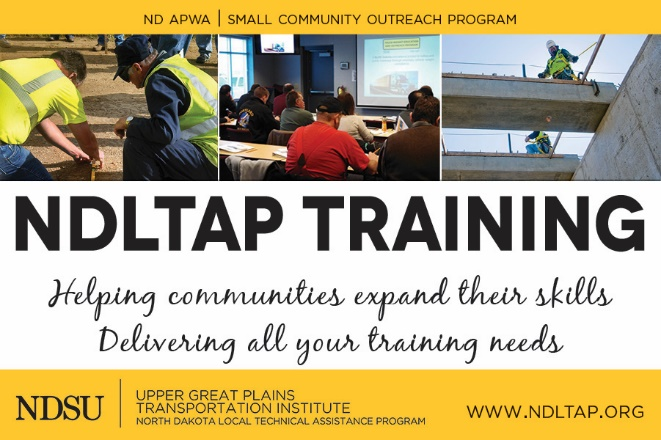 ND APWA | SMALL COMMUNITY OUTREACH PROGRAM
NDLTAP TRAINING
Helping communities expand their skills
Delivering all your training needs
NDSU
UPPER GREAT PLAINS
TRANSPORTATION INSTITUTE
NORTH DAKOTA LOCAL TECHNICAL ASSISTANCE PROGRAM
WWW.NDLTAP.ORG